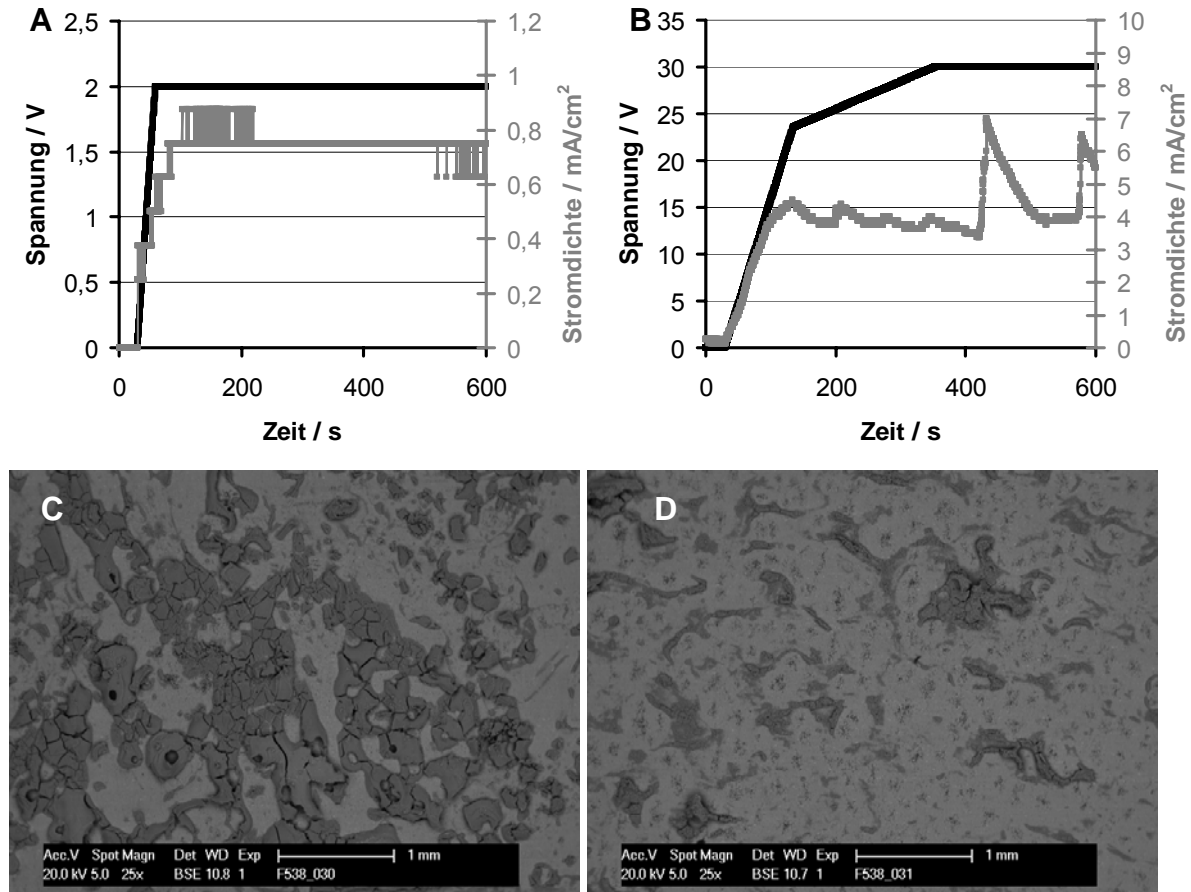 A
2,5
2
1,5
1
0,5
0
Spannung / V
1,2
1
0,8
0,6
0,4
0,2
0
Stromdichte / mA/cm²
0 200 400 600
Zeit / s
B
35
30
25
20
15
10
5
0
Spannung / V
10
9
8
7
6
5
4
3
2
1
0
Stromdichte / mA/cm²
0 200 400 600
Zeit / s
C
Acc.V Spot Magn Det WD Exp 1 mm
20.0 kV 5.0 25x BSE 10.8 1 F538_030
D
Acc.V Spot Magn Det WD Exp 1 mm
20.0 kV 5.0 25x BSE 10.7 1 F538_031